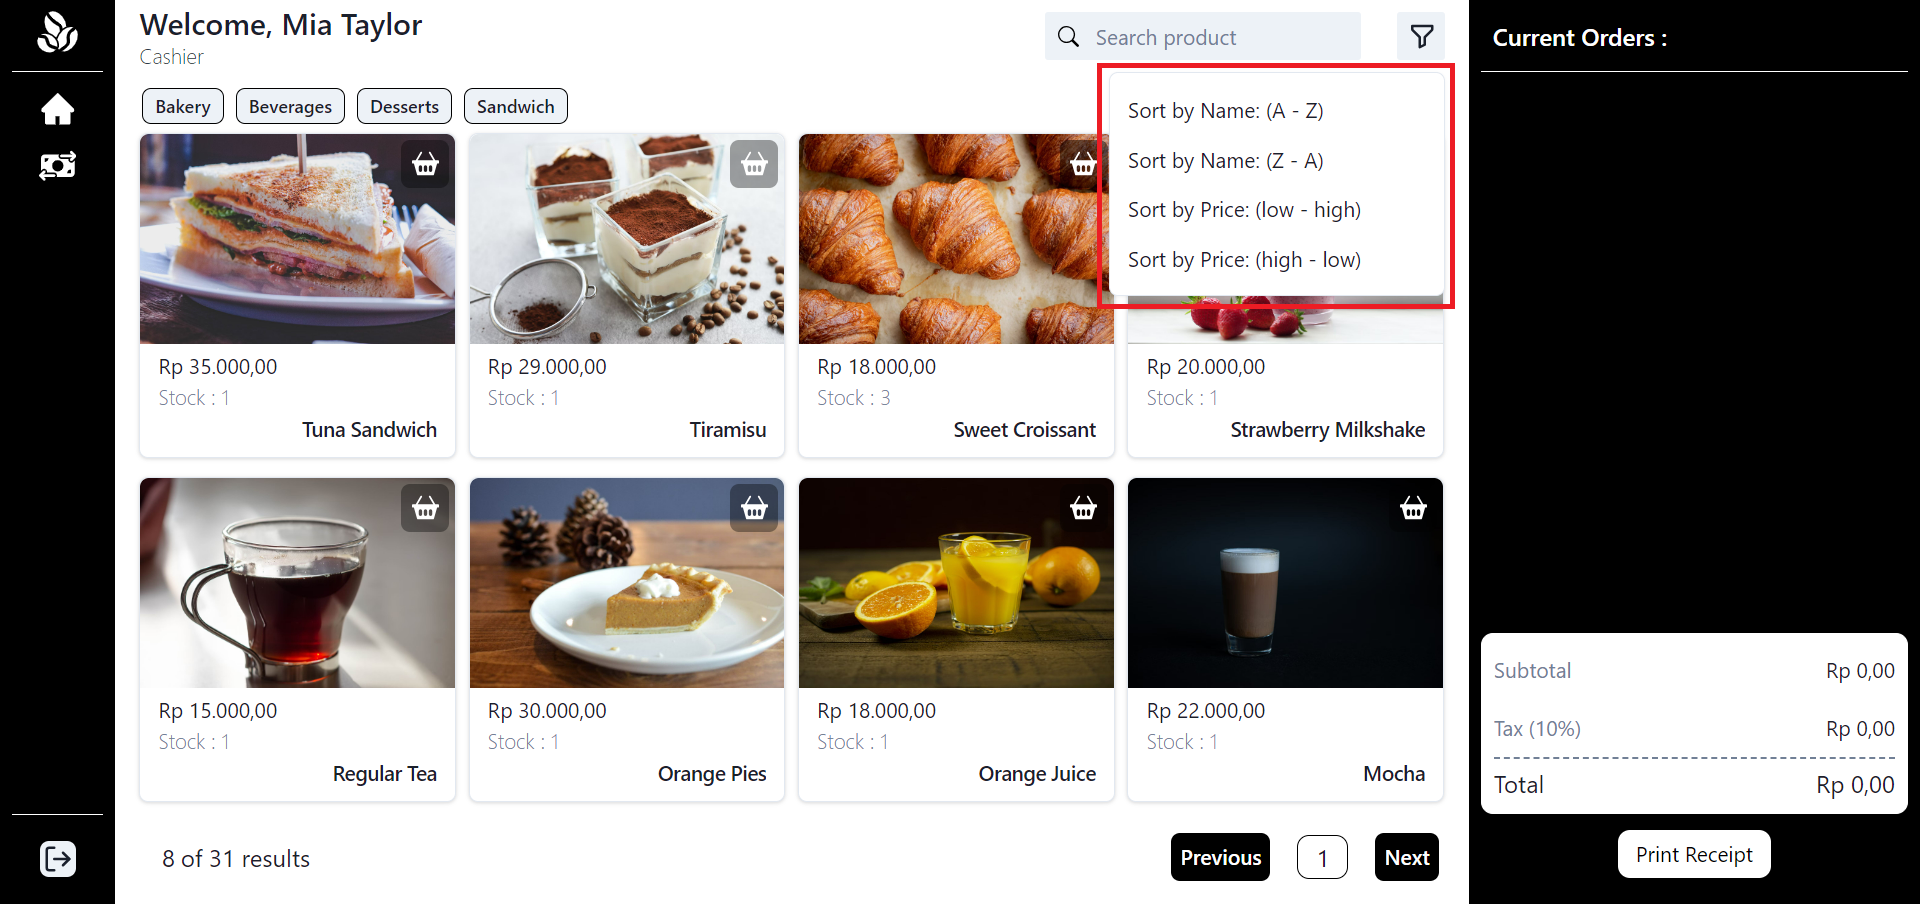 Welcome, Mia Taylor
Cashier
Search product
Bakery
Beverages
Desserts
Sandwich
Sort by Name: (A - Z)
Sort by Name: (Z - A)
Sort by Price: (low - high)
Sort by Price: (high - low)
Rp 35.000,00
Stock : 1
Tuna Sandwich
Rp 29.000,00
Stock : 1
Tiramisu
Rp 18.000,00
Stock : 3
Sweet Croissant
Rp 20.000,00
Stock : 1
Strawberry Milkshake
Rp 15.000,00
Stock : 1
Regular Tea
Rp 30.000,00
Stock : 1
Orange Pies
Rp 18.000,00
Stock : 1
Orange Juice
Rp 22.000,00
Stock : 1
Mocha
8 of 31 results
Previous
1
Next
Current Orders :
Subtotal Rp 0,00
Tax (10%) Rp 0,00
Total Rp 0,00
Print Receipt